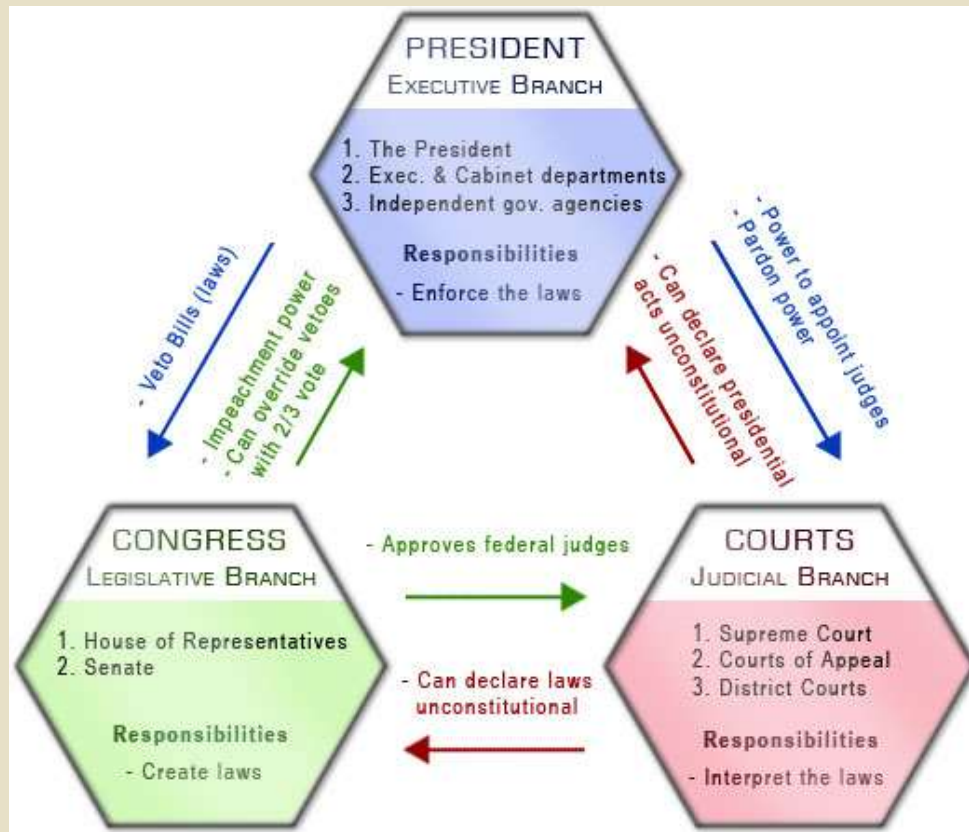 PRESIDENT
EXECUTIVE BRANCH
1. The President
2. Exec. & Cabinet departments
3. Independent gov. agencies
Responsibilities
- Enforce the laws
- Veto Bills (laws)
- Impeachment power
- Can override vetoes
with 2/3 vote
- Can declare presidential
acts unconstitutional
- Power to appoint judges
- Pardon power
CONGRESS
LEGISLATIVE BRANCH
1. House of Representatives
2. Senate
Responsibilities
- Create laws
- Approves federal judges
- Can declare laws
unconstitutional
COURTS
JUDICIAL BRANCH
1. Supreme Court
2. Courts of Appeal
3. District Courts
Responsibilities
- Interpret the laws